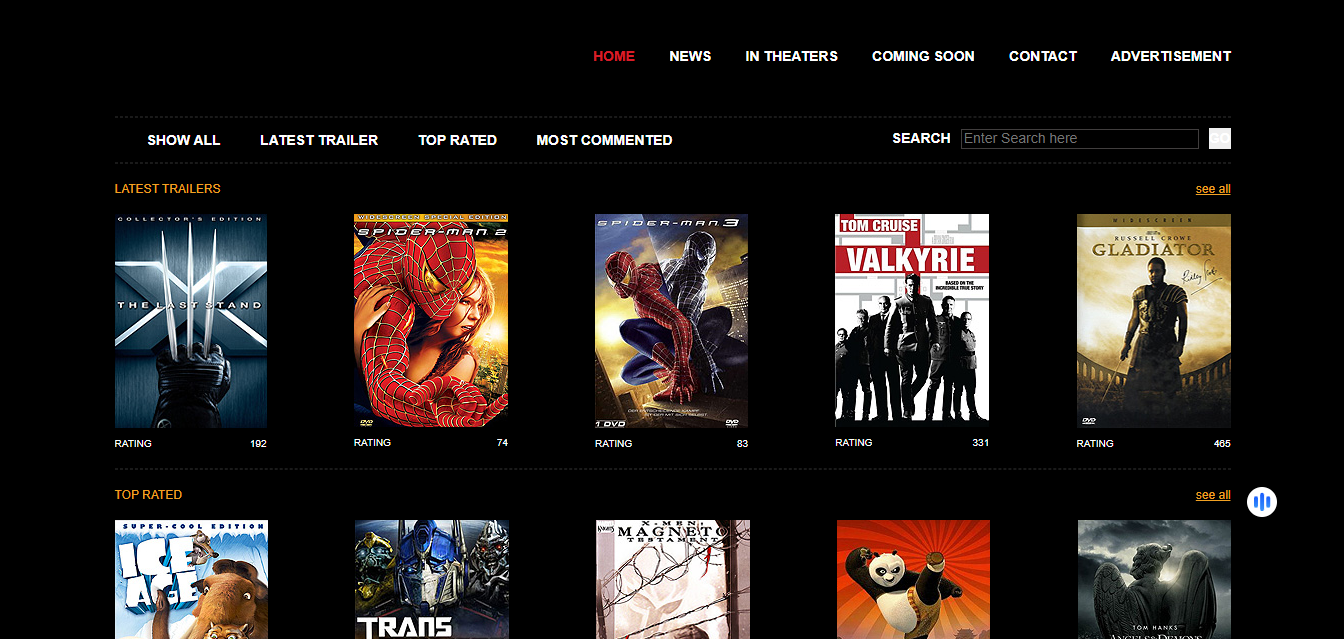 HOME NEWS IN THEATERS COMING SOON CONTACT ADVERTISEMENT
SHOW ALL LATEST TRAILER TOP RATED MOST COMMENTED SEARCH Enter Search here GO
LATEST TRAILERS see all
COLLECTOR'S EDITION
THE LAST STAND
RATING 192
WIDESCREEN SPECIAL EDITION
SPIDER-MAN 2
DVD
RATING 74
SPIDER-MAN 3
1 DVD
DVD
RATING 83
TOM CRUISE
VALKYRIE
BASED ON THE
INCREDIBLE TRUE STORY
RATING 331
WIDESCREEN
RUSSELL CROWE
GLADIATOR
DVD
RATING 465
TOP RATED see all
SUPER-COOL EDITION
ICE
AGE
TRANS
X-MEN
MAGNETO
TESTAMENT
TOM HANKS
ANGELS & DEMONS